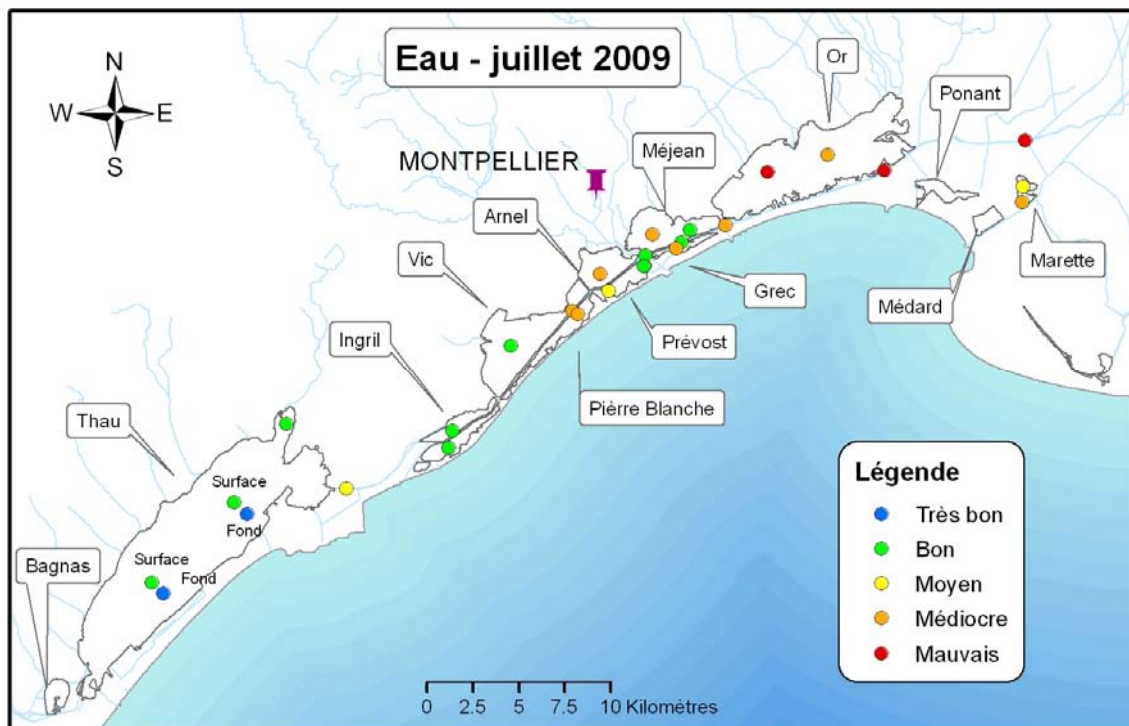 Eau - juillet 2009
N
W E
S
Or
Ponant
MONTPELLIER
Méjean
Arnel
Vic
Marette
Grec
Médard
Ingril
Prévost
Pièrre Blanche
Thau
Surface
Fond
Surface
Fond
Bagnas
Légende
Très bon
Bon
Moyen
Médiocre
Mauvais
0 2.5 5 7.5 10 Kilomètres